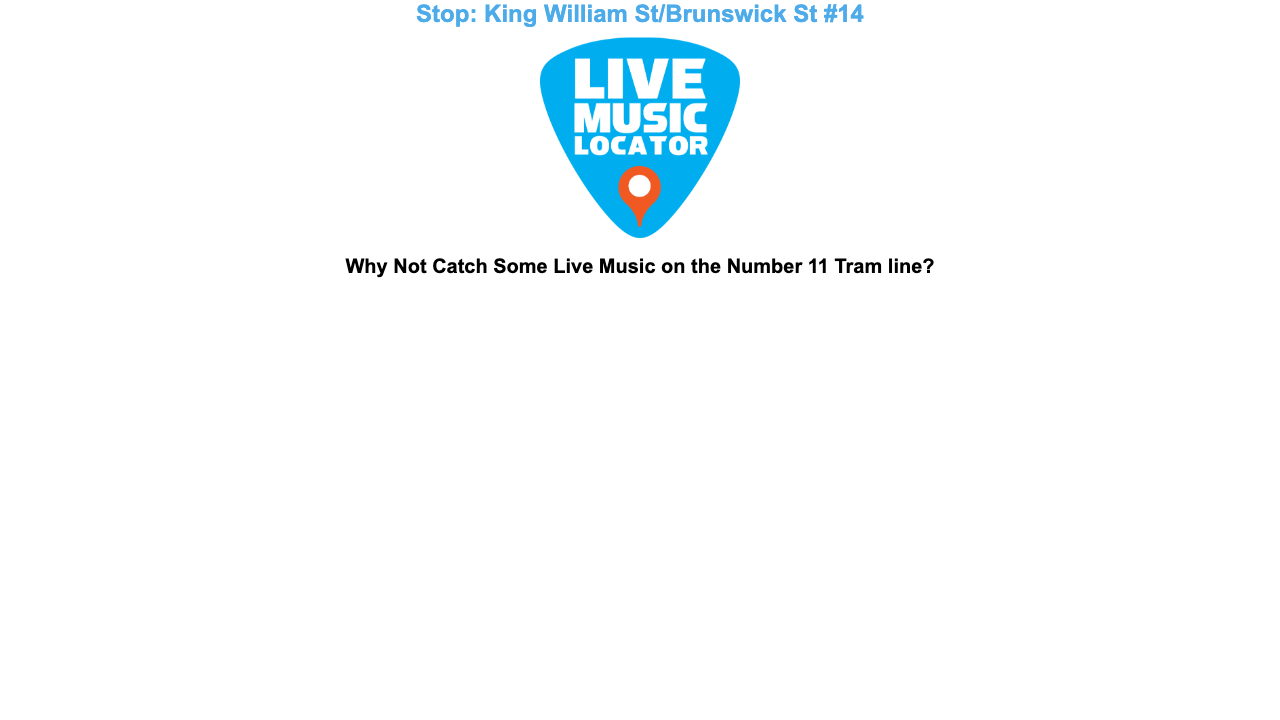 Stop: King William St/Brunswick St #14
LIVE
MUSIC
LOCATOR
Why Not Catch Some Live Music on the Number 11 Tram line?